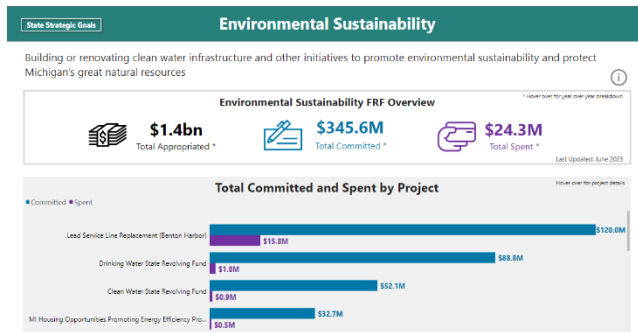 State Strategic Goals
Environmental Sustainability
Building or renovating clean water infrastructure and other initiatives to promote environmental sustainability and protect
Michigan's great natural resources
* Hover over for year over year breakdown
Environmental Sustainability FRF Overview
$1.4bn
Total Appropriated *
$345.6M
Total Committed *
$24.3M
Total Spent *
Last Updated: June 2023
Total Committed and Spent by Project
Hover over for project details
Committed Spent
Lead Service Line Replacement (Benton Harbor)
$120.0M
$15.8M
Drinking Water State Revolving Fund
$88.8M
$1.8M
Clean Water State Revolving Fund
$52.1M
$0.9M
MI Housing Opportunities Promoting Energy Efficiency Pro...
$32.7M
$0.5M